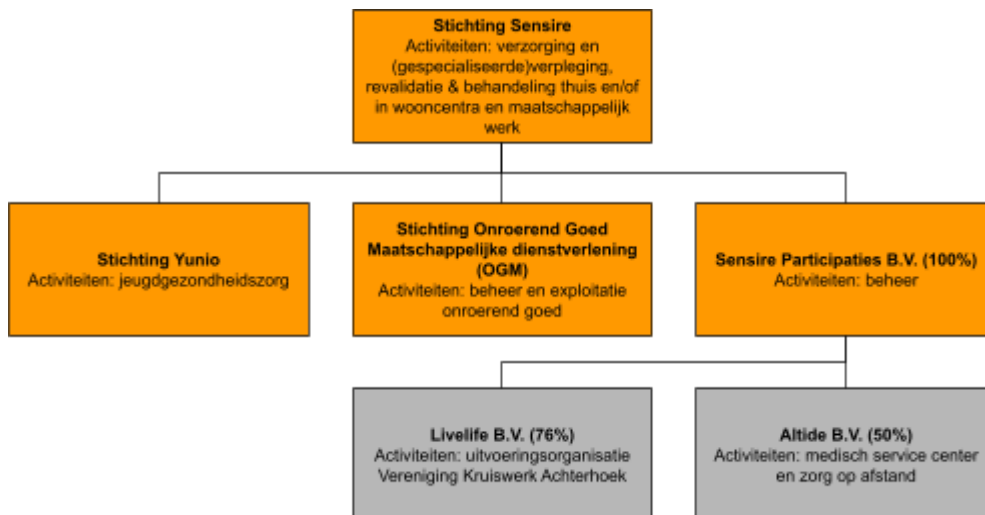 Stichting Sensire
Activiteiten: verzorging en
(gespecialiseerde)verpleging,
revalidatie & behandeling thuis en/of
in wooncentra en maatschappelijk
werk
Stichting Yunio
Activiteiten: jeugdgezondheidszorg
Stichting Onroerend Goed
Maatschappelijke dienstverlening
(OGM)
Activiteiten: beheer en exploitatie
onroerend goed
Sensire Participaties B.V. (100%)
Activiteiten: beheer
Livelife B.V. (76%)
Activiteiten: uitvoeringsorganisatie
Vereniging Kruiswerk Achterhoek
Altide B.V. (50%)
Activiteiten: medisch service center
en zorg op afstand